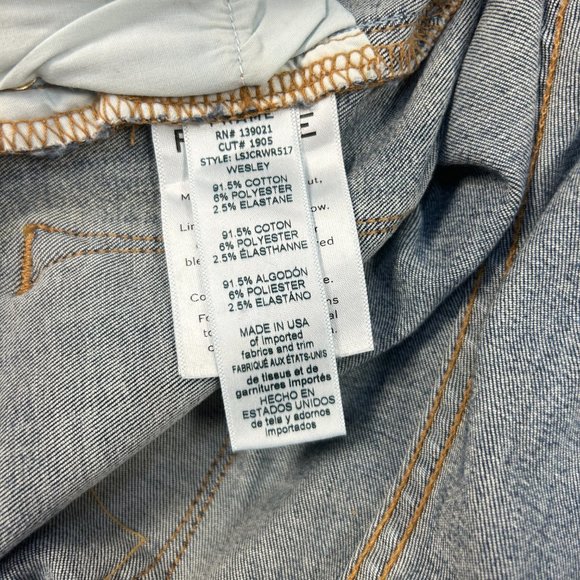 FRAME
RN# 139021
CUT# 1905
STYLE: LSJCRWR517
WESLEY
91.5% COTTON
6% POLYESTER
2.5% ELASTANE
91.5% COTON
6% POLYESTER
2.5% ÉLASTHANNE
91.5% ALGODÓN
6% POLIESTER
2.5% ELASTANO
MADE IN USA
of imported
fabrics and trim
FABRIQUÉ AUX ÉTATS-UNIS
de tissus et de
garnitures importés
HECHO EN
ESTADOS UNIDOS
de tela y adornos
importados